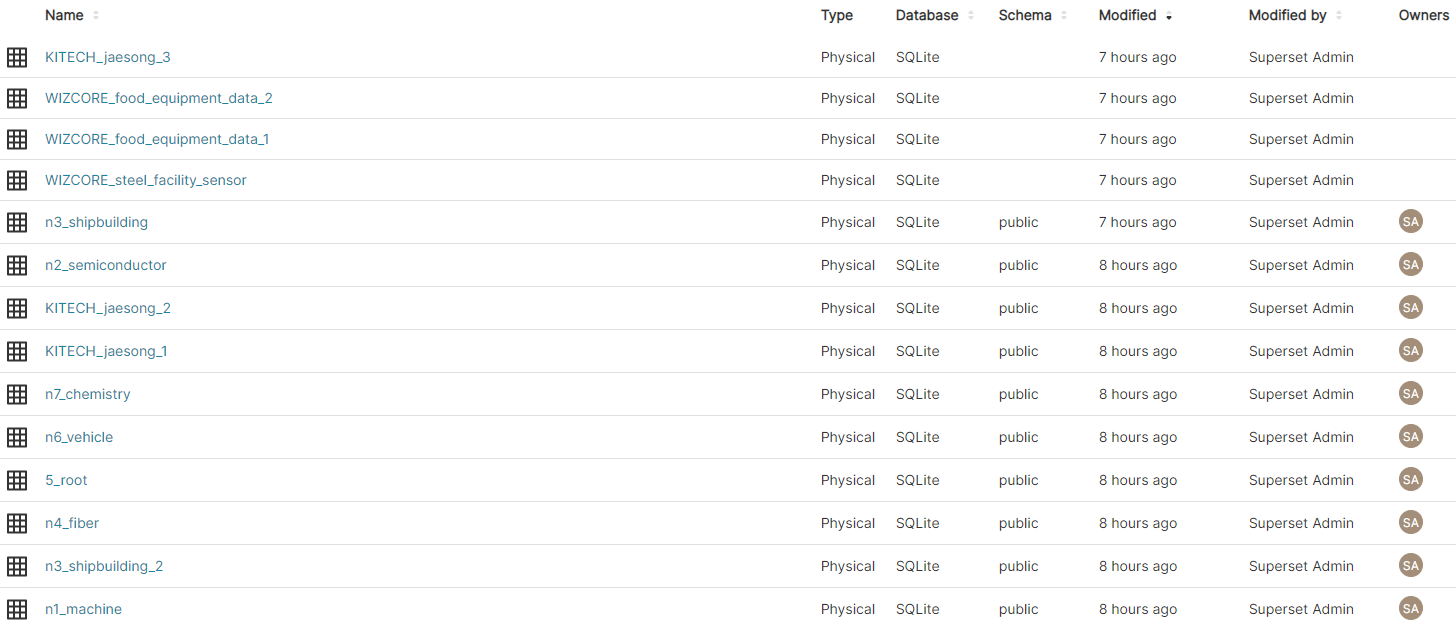 Name Type Database Schema Modified Modified by Owners
KITECH_jaesong_3 Physical SQLite 7 hours ago Superset Admin
WIZCORE_food_equipment_data_2 Physical SQLite 7 hours ago Superset Admin
WIZCORE_food_equipment_data_1 Physical SQLite 7 hours ago Superset Admin
WIZCORE_steel_facility_sensor Physical SQLite 7 hours ago Superset Admin
n3_shipbuilding Physical SQLite public 7 hours ago Superset Admin SA
n2_semiconductor Physical SQLite public 8 hours ago Superset Admin SA
KITECH_jaesong_2 Physical SQLite public 8 hours ago Superset Admin SA
KITECH_jaesong_1 Physical SQLite public 8 hours ago Superset Admin SA
n7_chemistry Physical SQLite public 8 hours ago Superset Admin SA
n6_vehicle Physical SQLite public 8 hours ago Superset Admin SA
5_root Physical SQLite public 8 hours ago Superset Admin SA
n4_fiber Physical SQLite public 8 hours ago Superset Admin SA
n3_shipbuilding_2 Physical SQLite public 8 hours ago Superset Admin SA
n1_machine Physical SQLite public 8 hours ago Superset Admin SA